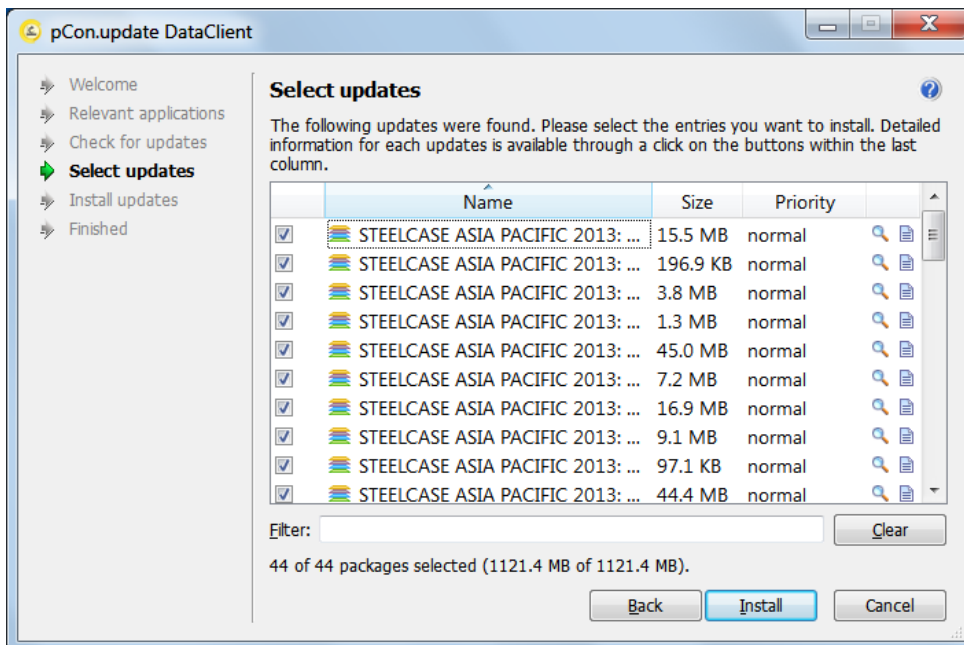 pCon.update DataClient
Welcome
Relevant applications
Check for updates
Select updates
Install updates
Finished
Select updates
The following updates were found. Please select the entries you want to install. Detailed
information for each updates is available through a click on the buttons within the last
column.
Name Size Priority
STEELCASE ASIA PACIFIC 2013: ... 15.5 MB normal
STEELCASE ASIA PACIFIC 2013: ... 196.9 KB normal
STEELCASE ASIA PACIFIC 2013: ... 3.8 MB normal
STEELCASE ASIA PACIFIC 2013: ... 1.3 MB normal
STEELCASE ASIA PACIFIC 2013: ... 45.0 MB normal
STEELCASE ASIA PACIFIC 2013: ... 7.2 MB normal
STEELCASE ASIA PACIFIC 2013: ... 16.9 MB normal
STEELCASE ASIA PACIFIC 2013: ... 9.1 MB normal
STEELCASE ASIA PACIFIC 2013: ... 97.1 KB normal
STEELCASE ASIA PACIFIC 2013: ... 44.4 MB normal
Filter: Clear
44 of 44 packages selected (1121.4 MB of 1121.4 MB).
Back Install Cancel